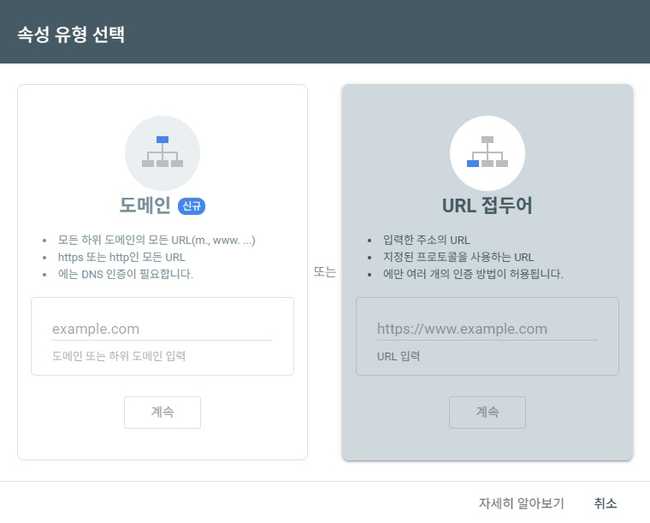 속성 유형 선택
도메인 신규
모든 하위 도메인의 모든 URL(m., www. ...)
https 또는 http인 모든 URL
에는 DNS 인증이 필요합니다.
example.com
도메인 또는 하위 도메인 입력
계속
또는
URL 접두어
입력한 주소의 URL
지정된 프로토콜을 사용하는 URL
에만 여러 개의 인증 방법이 허용됩니다.
https://www.example.com
URL 입력
계속
자세히 알아보기 취소